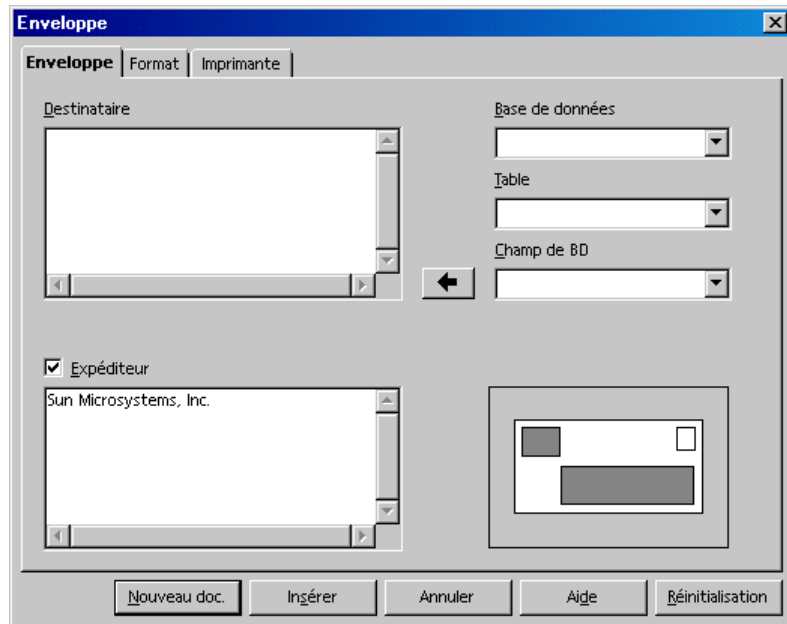 Enveloppe
Enveloppe Format Imprimante
Destinataire
Base de données
Table
Champ de BD
Expéditeur
Sun Microsystems, Inc.
Nouveau doc. Insérer Annuler Aide Réinitialisation